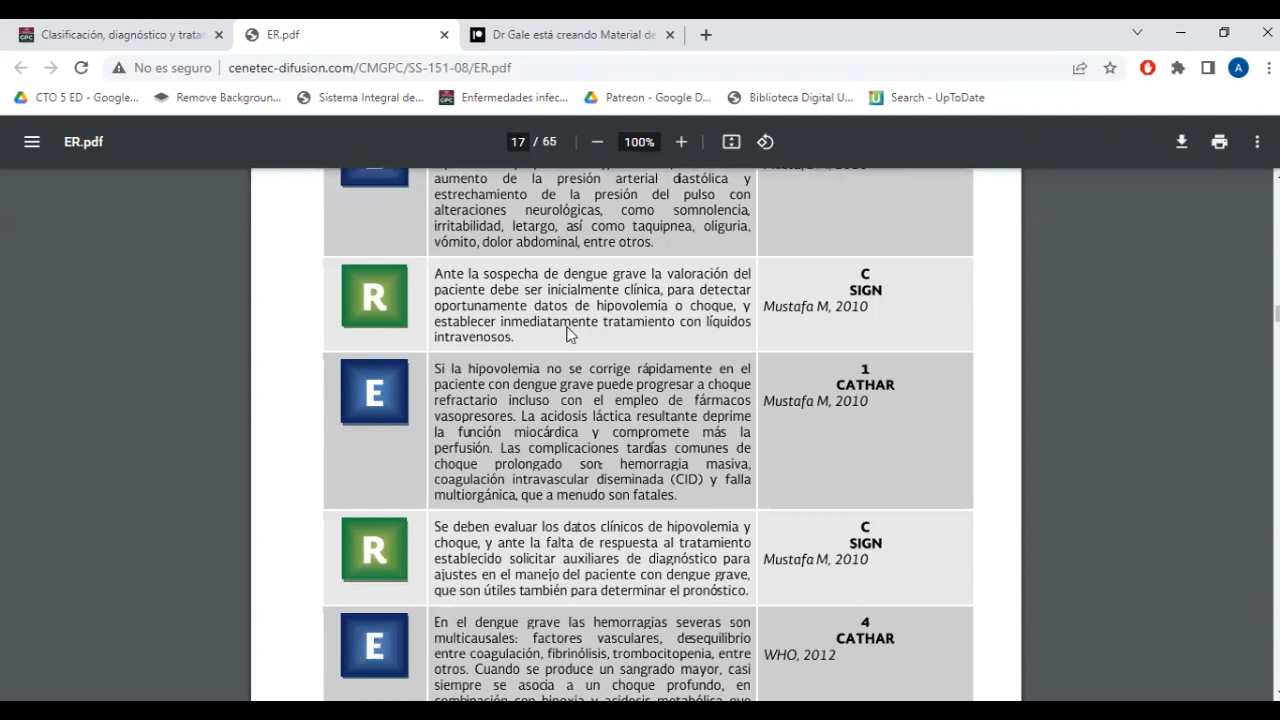 Clasificación, diagnóstico y tratar
ER.pdf
Dr Gale está creando Material de
No es seguro
cenetec-difusion.com/CMGPC/SS-151-08/ER.pdf
A
CTO 5 ED - Google...
Remove Backgroun...
Sistema Integral de...
Enfermedades infec...
Patreon - Google D...
Biblioteca Digital U...
Search - UpToDate
ER.pdf
17 / 65
100%
aumento de la presión arterial diastólica y
estrechamiento de la presión del pulso con
alteraciones neurológicas, como somnolencia,
irritabilidad, letargo, así como taquipnea, oliguria,
vómito, dolor abdominal, entre otros.
R
Ante la sospecha de dengue grave la valoración del
paciente debe ser inicialmente clínica, para detectar
oportunamente datos de hipovolemia o choque, y
establecer inmediatamente tratamiento con líquidos
intravenosos.
C
SIGN
Mustafa M, 2010
E
Si la hipovolemia no se corrige rápidamente en el
paciente con dengue grave puede progresar a choque
refractario incluso con el empleo de fármacos
vasopresores. La acidosis láctica resultante deprime
la función miocárdica y compromete más la
perfusión. Las complicaciones tardías comunes de
choque prolongado son: hemorragia masiva,
coagulación intravascular diseminada (CID) y falla
multiorgánica, que a menudo son fatales.
1
CATHAR
Mustafa M, 2010
R
Se deben evaluar los datos clínicos de hipovolemia y
choque, y ante la falta de respuesta al tratamiento
establecido solicitar auxiliares de diagnóstico para
ajustes en el manejo del paciente con dengue grave,
que son útiles también para determinar el pronóstico.
C
SIGN
Mustafa M, 2010
E
En el dengue grave las hemorragias severas son
multicausales: factores vasculares, desequilibrio
entre coagulación, fibrinólisis, trombocitopenia, entre
otros. Cuando se produce un sangrado mayor, casi
siempre se asocia a un choque profundo, en
combinación con hipoxia y acidosis metabólica que
4
CATHAR
WHO, 2012